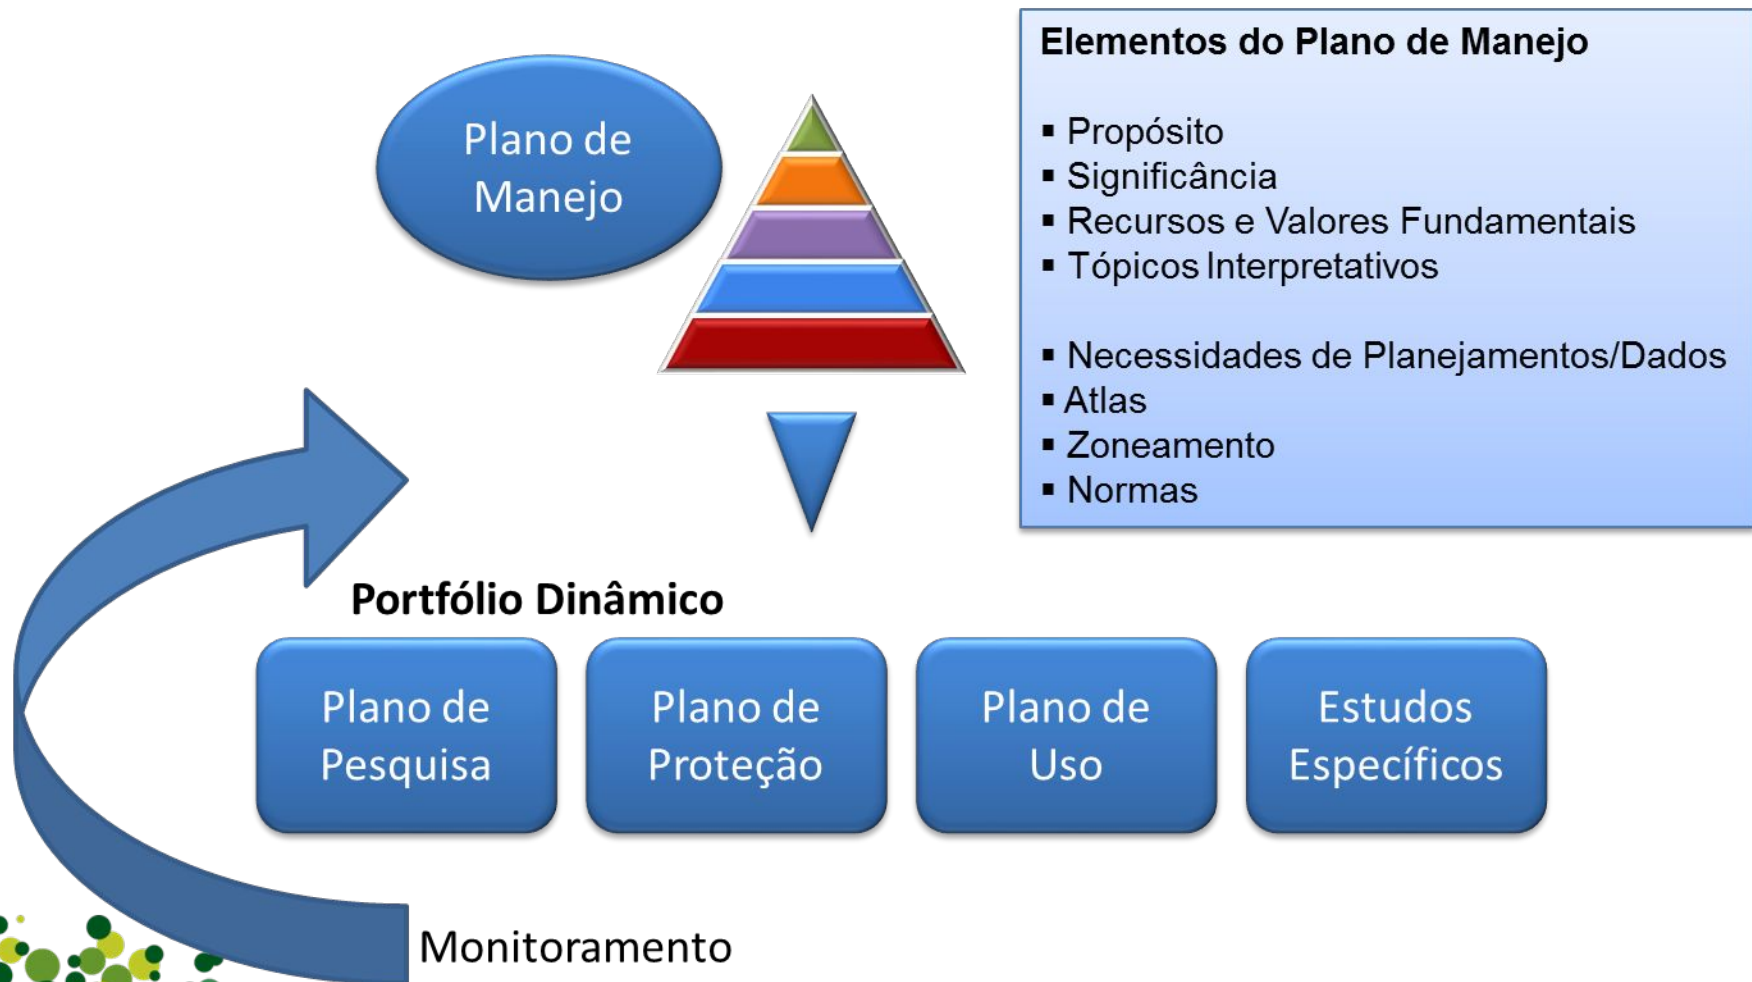 Plano de
Manejo
Elementos do Plano de Manejo
▪ Propósito
▪ Significância
▪ Recursos e Valores Fundamentais
▪ Tópicos Interpretativos
▪ Necessidades de Planejamentos/Dados
▪ Atlas
▪ Zoneamento
▪ Normas
Portfólio Dinâmico
Plano de
Pesquisa
Plano de
Proteção
Plano de
Uso
Estudos
Específicos
Monitoramento